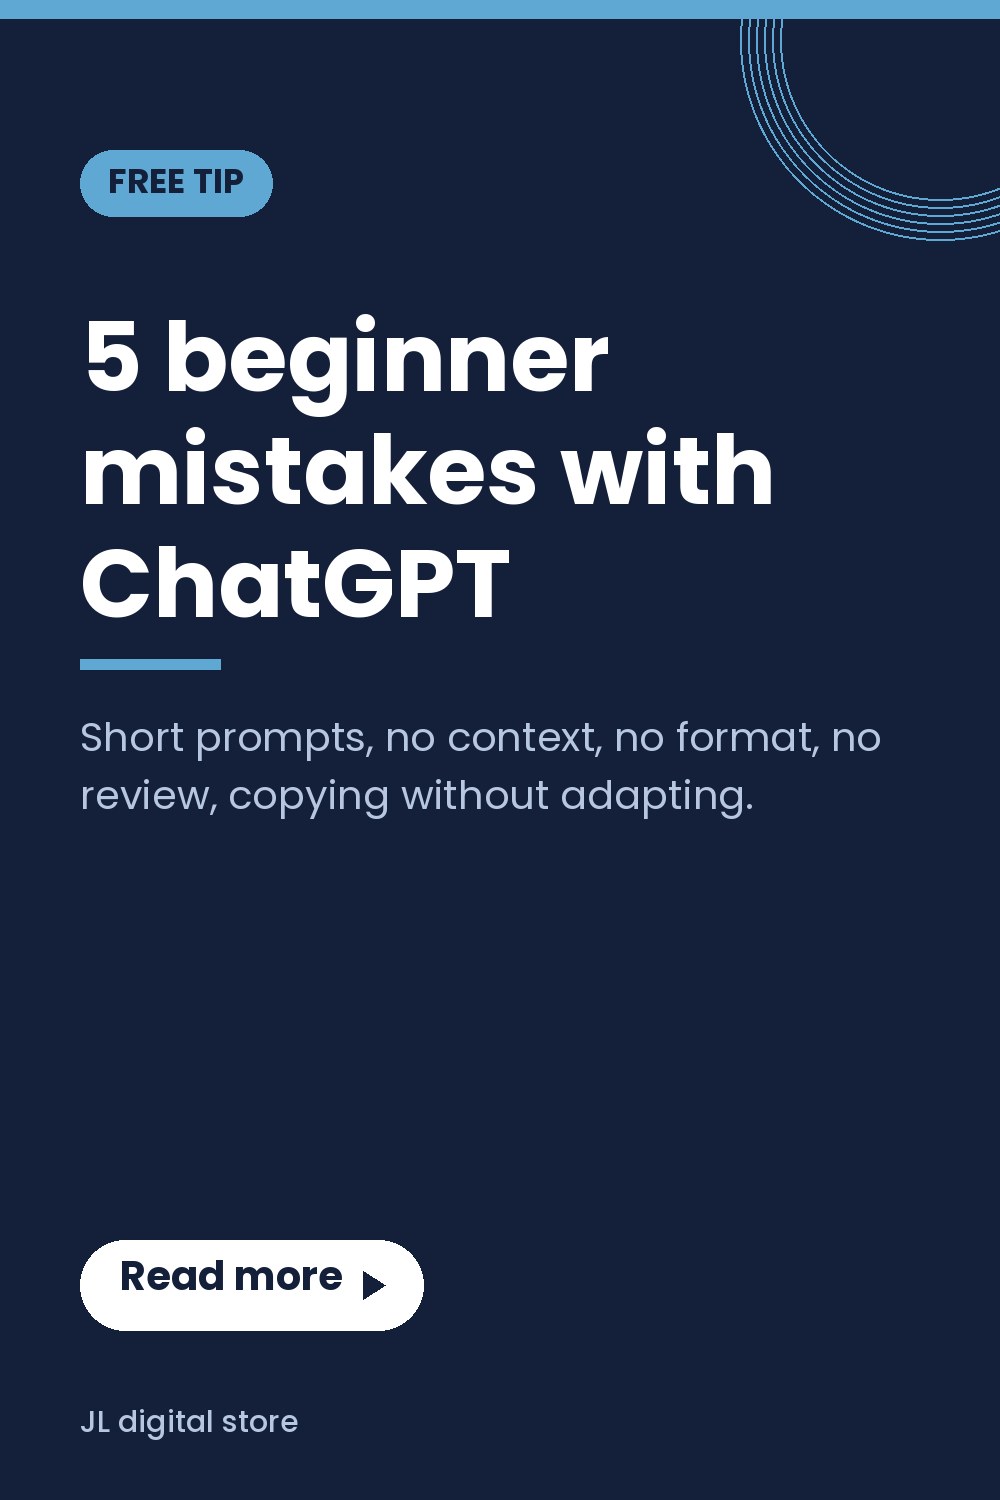 FREE TIP
5 beginner
mistakes with
ChatGPT
Short prompts, no context, no format, no
review, copying without adapting.
Read more
JL digital store